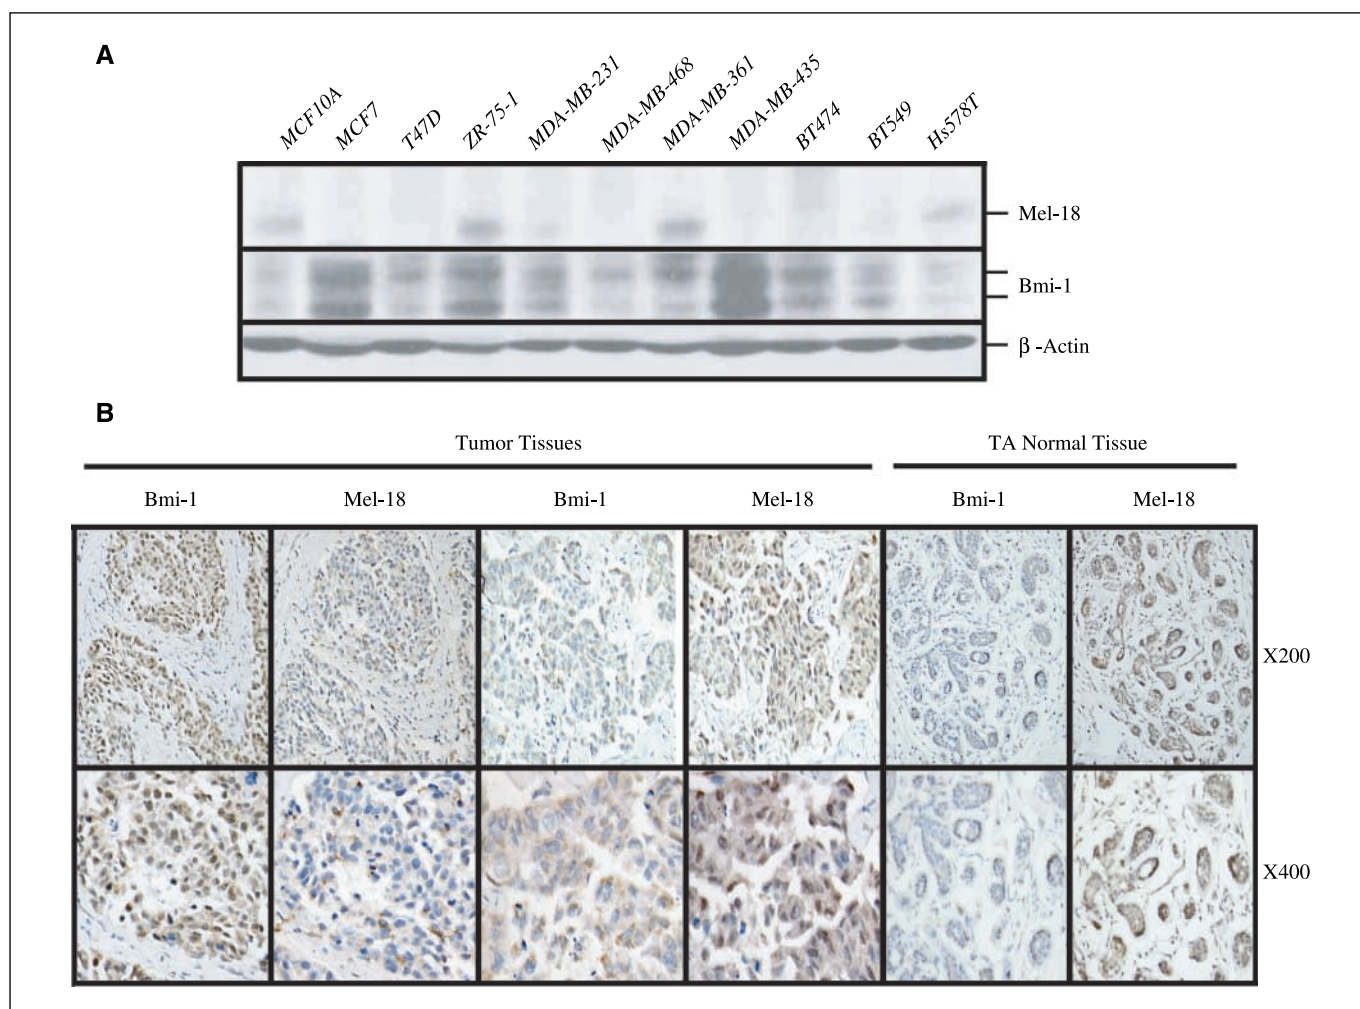 A
MCF10A MCF7 T47D ZR-75-1 MDA-MB-231 MDA-MB-468 MDA-MB-361 MDA-MB-435 BT474 BT549 Hs578T
Mel-18
Bmi-1
β-Actin
B
Tumor Tissues TA Normal Tissue
Bmi-1 Mel-18 Bmi-1 Mel-18 Bmi-1 Mel-18
X200
X400